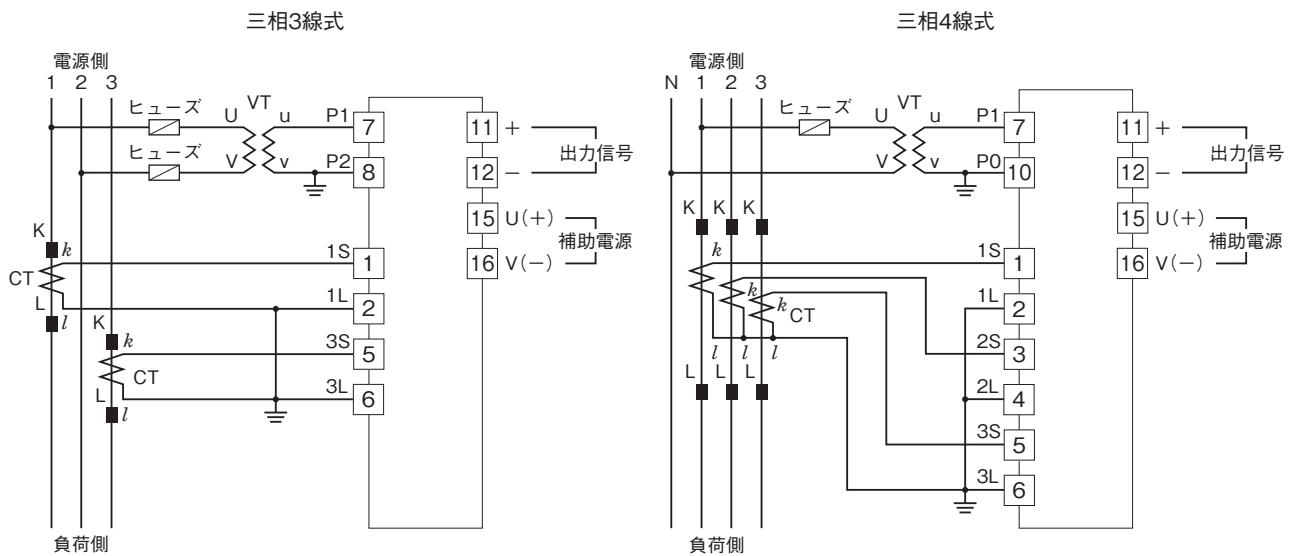 三相3線式
電源側
1 2 3
ヒューズ
U VT u P1 7
ヒューズ
V v P2 8
11 +
出力信号
12 −
15 U(+)
補助電源
16 V(−)
K k
1S 1
CT
L l
1L 2
K k
3S 5
CT
L l
3L 6
負荷側
三相4線式
電源側
N 1 2 3
ヒューズ
U VT u P1 7
V v P0 10
11 +
出力信号
12 −
15 U(+)
補助電源
16 V(−)
K K K
k
1S 1
k
1L 2
k CT
2S 3
l l l
L L L
2L 4
3S 5
3L 6
負荷側